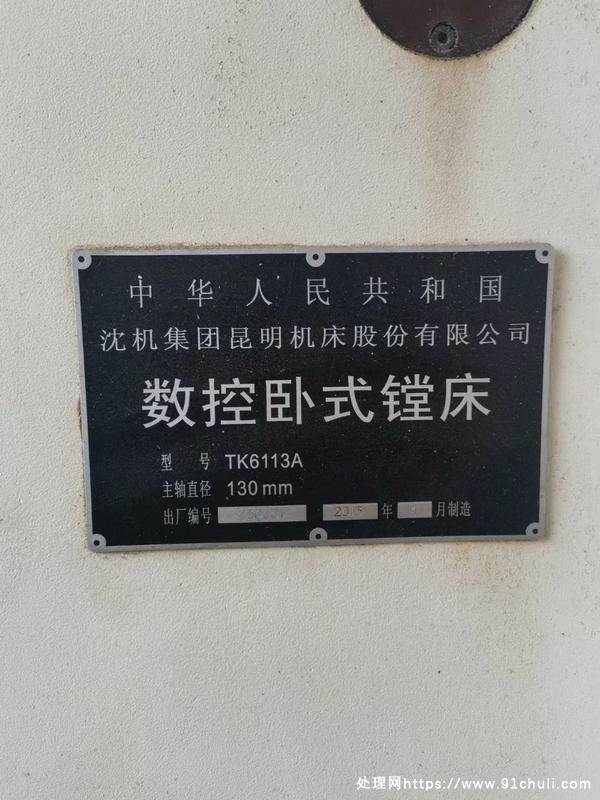 中华人民共和国
沈机集团昆明机床股份有限公司
数控卧式镗床
型 号 TK6113A
主轴直径 130mm
出厂编号 年 月制造
处理网https://www.91chuli.com/